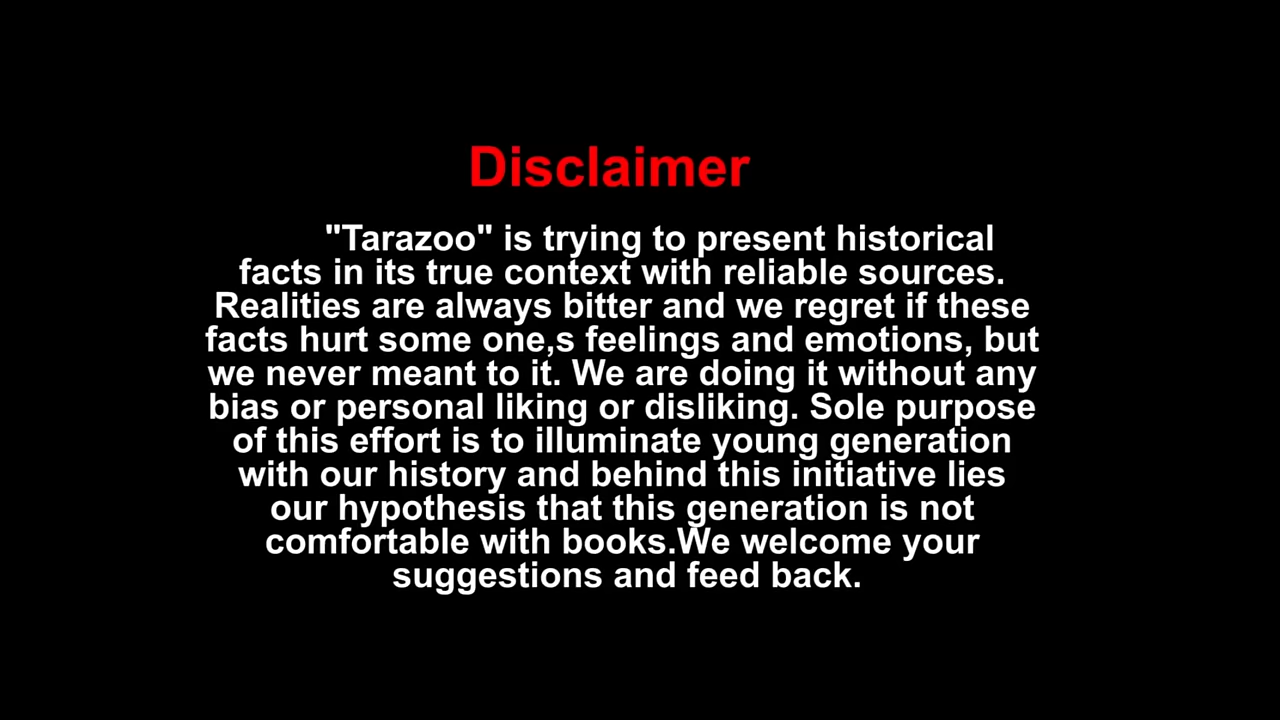 Disclaimer
"Tarazoo" is trying to present historical
facts in its true context with reliable sources.
Realities are always bitter and we regret if these
facts hurt some one,s feelings and emotions, but
we never meant to it. We are doing it without any
bias or personal liking or disliking. Sole purpose
of this effort is to illuminate young generation
with our history and behind this initiative lies
our hypothesis that this generation is not
comfortable with books.We welcome your
suggestions and feed back.